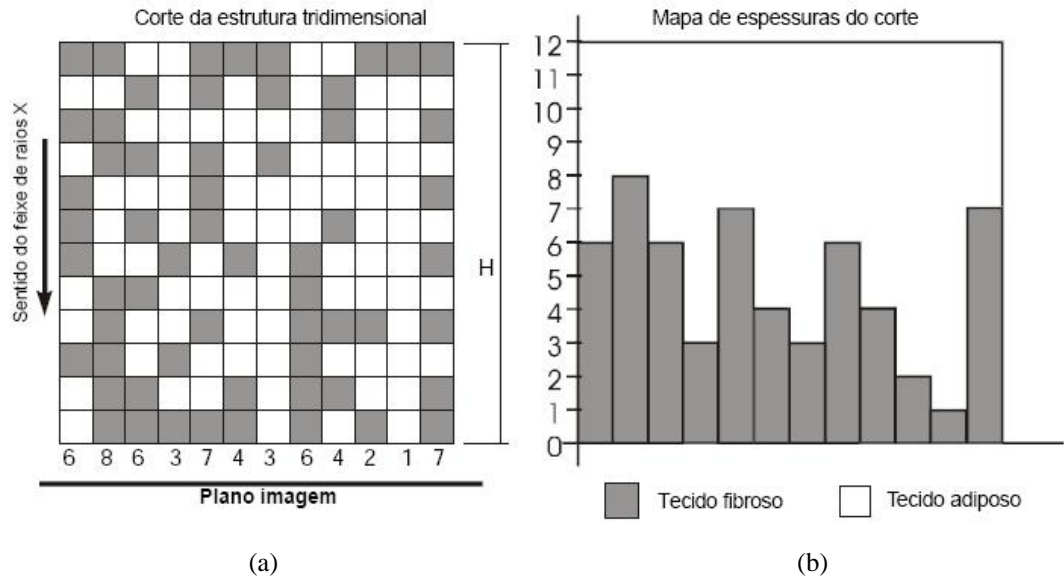 Corte da estrutura tridimensional
Sentido do feixe de raios X
H
6 8 6 3 7 4 3 6 4 2 1 7
Plano imagem
(a)
Mapa de espessuras do corte
12
11
10
9
8
7
6
5
4
3
2
1
0
Tecido fibroso
Tecido adiposo
(b)